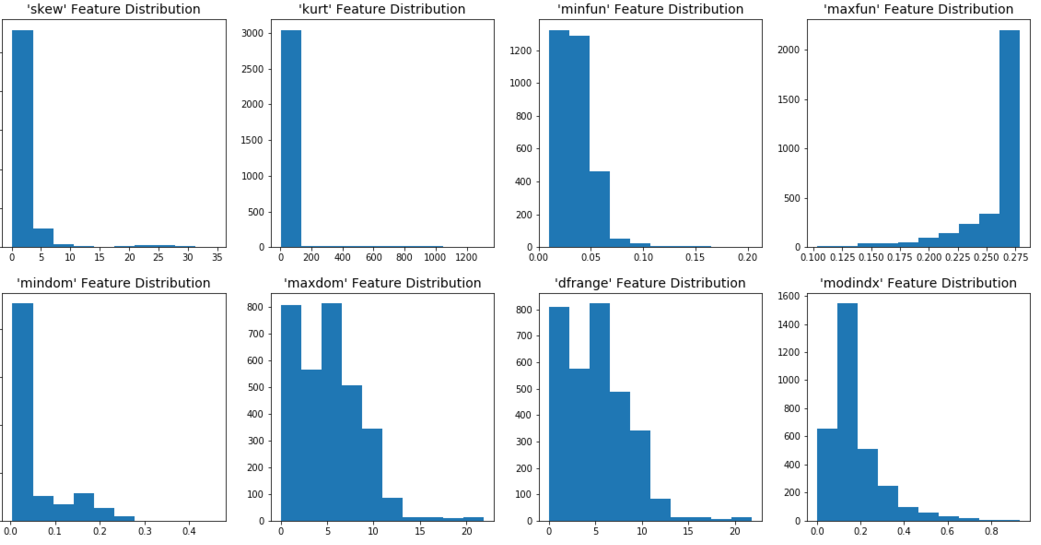 'skew' Feature Distribution
'kurt' Feature Distribution
'minfun' Feature Distribution
'maxfun' Feature Distribution
3000
2500
2000
1500
1000
500
0
1200
1000
800
600
400
200
0
2000
1500
1000
500
0
0 5 10 15 20 25 30 35
0 200 400 600 800 1000 1200
0.00 0.05 0.10 0.15 0.20
0.100 0.125 0.150 0.175 0.200 0.225 0.250 0.275
'mindom' Feature Distribution
'maxdom' Feature Distribution
'dfrange' Feature Distribution
'modindx' Feature Distribution
800
700
600
500
400
300
200
100
0
800
700
600
500
400
300
200
100
0
1600
1400
1200
1000
800
600
400
200
0
0.0 0.1 0.2 0.3 0.4
0 5 10 15 20
0 5 10 15 20
0.0 0.2 0.4 0.6 0.8